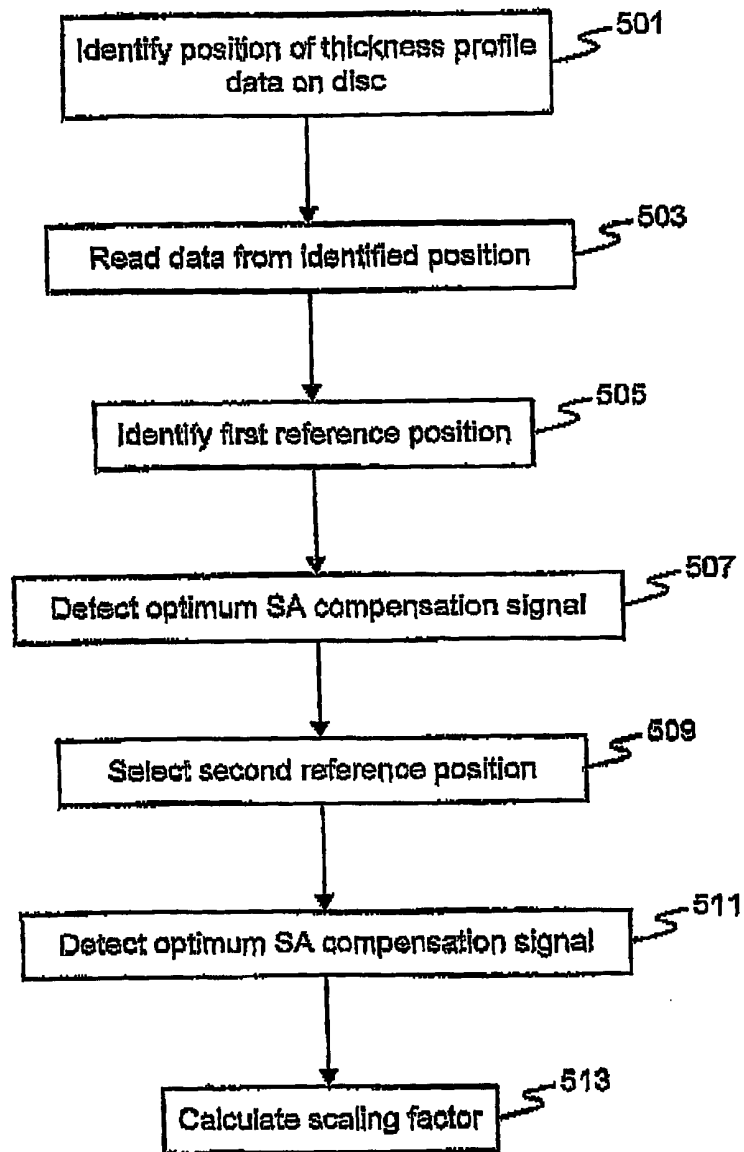 Identify position of thickness profile
data on disc
501
Read data from identified position
503
Identify first reference position
505
Detect optimum SA compensation signal
507
Select second reference position
509
Detect optimum SA compensation signal
511
Calculate scaling factor
513